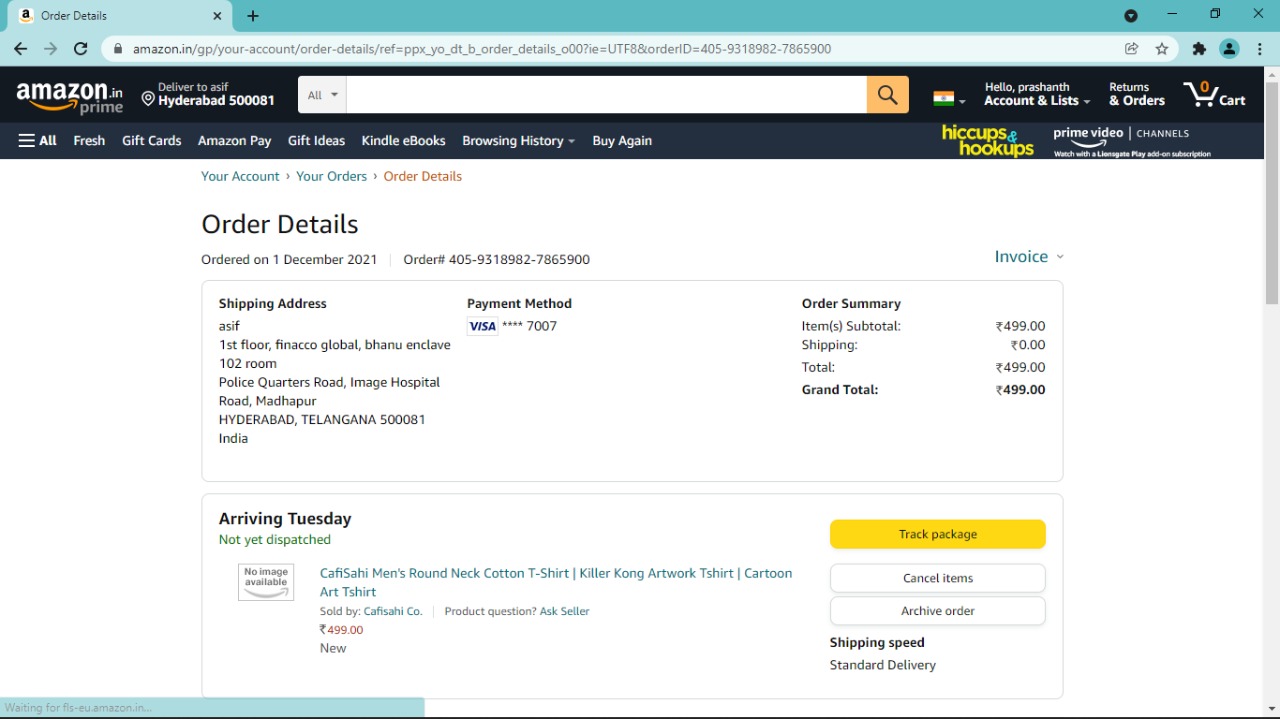 Order Details
amazon.in/gp/your-account/order-details/ref=ppx_yo_dt_b_order_details_o00?ie=UTF8&orderID=405-9318982-7865900
amazon.in
prime
Deliver to asif
Hyderabad 500081
All
Hello, prashanth
Account & Lists
Returns
& Orders
0
Cart
All Fresh Gift Cards Amazon Pay Gift Ideas Kindle eBooks Browsing History Buy Again
hiccups &
hookups
prime video | CHANNELS
Watch with a Lionsgate Play add-on subscription
Your Account › Your Orders › Order Details
Order Details
Ordered on 1 December 2021 Order# 405-9318982-7865900
Invoice
Shipping Address
asif
1st floor, finacco global, bhanu enclave
102 room
Police Quarters Road, Image Hospital
Road, Madhapur
HYDERABAD, TELANGANA 500081
India
Payment Method
VISA **** 7007
Order Summary
Item(s) Subtotal: ₹499.00
Shipping: ₹0.00
Total: ₹499.00
Grand Total: ₹499.00
Arriving Tuesday
Not yet dispatched
No image
available
CafiSahi Men's Round Neck Cotton T-Shirt | Killer Kong Artwork Tshirt | Cartoon
Art Tshirt
Sold by: Cafisahi Co. Product question? Ask Seller
₹499.00
New
Track package
Cancel items
Archive order
Shipping speed
Standard Delivery
Waiting for fls-eu.amazon.in...